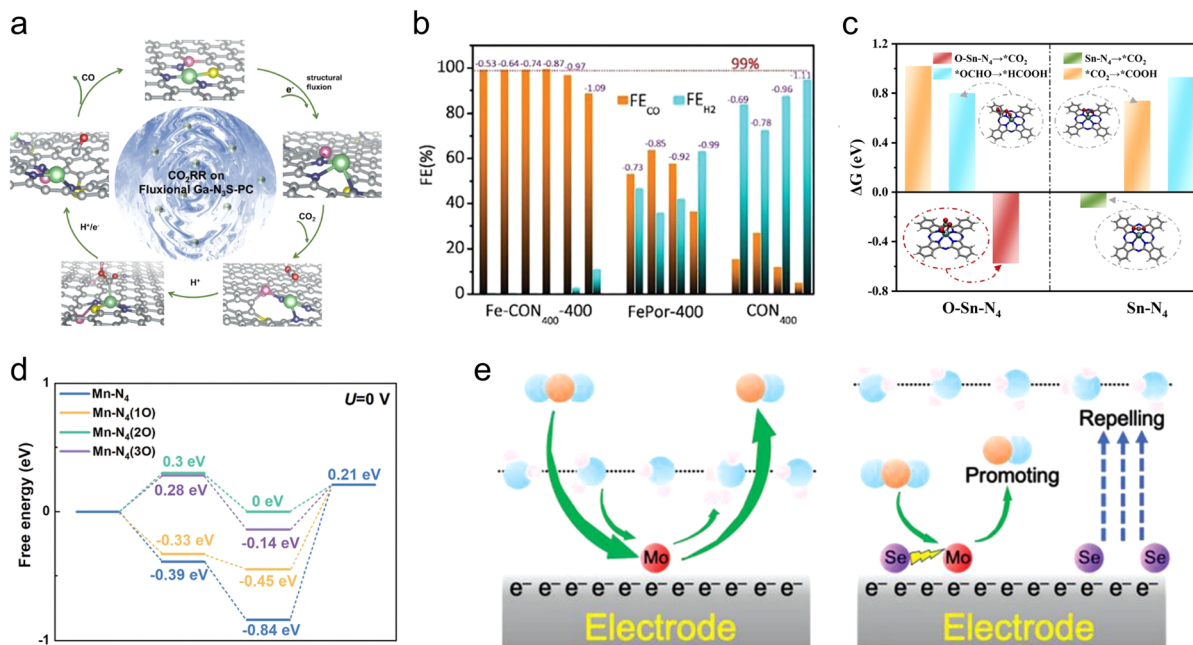 a
CO
structural
fluxion
e⁻
CO₂RR on
Fluxional Ga-N₃S-PC
H⁺/e⁻
CO₂
H⁺
b
FE(%)
100
80
60
40
20
0
99%
-0.53
-0.64
-0.74
-0.87
-0.97
-1.09
FE_CO
FE_H2
-0.73
-0.85
-0.92
-0.99
-0.69
-0.78
-0.96
-1.11
Fe-CON₄₀₀-400
FePor-400
CON₄₀₀
c
ΔG (eV)
1.2
0.8
0.4
0.0
-0.4
-0.8
O-Sn-N₄→*CO₂
*OCHO→*HCOOH
Sn-N₄→*CO₂
*CO₂→*COOH
O-Sn-N₄
Sn-N₄
d
Free energy (eV)
1
0
-1
Mn-N₄
Mn-N₄(1O)
Mn-N₄(2O)
Mn-N₄(3O)
U=0 V
0.3 eV
0.28 eV
0 eV
0.21 eV
-0.14 eV
-0.33 eV
-0.39 eV
-0.45 eV
-0.84 eV
e
Mo
e⁻ e⁻ e⁻ e⁻ e⁻ e⁻ e⁻ e⁻ e⁻ e⁻
Electrode
Repelling
Promoting
Se
Mo
Se
Se
e⁻ e⁻ e⁻ e⁻ e⁻ e⁻ e⁻ e⁻ e⁻ e⁻
Electrode